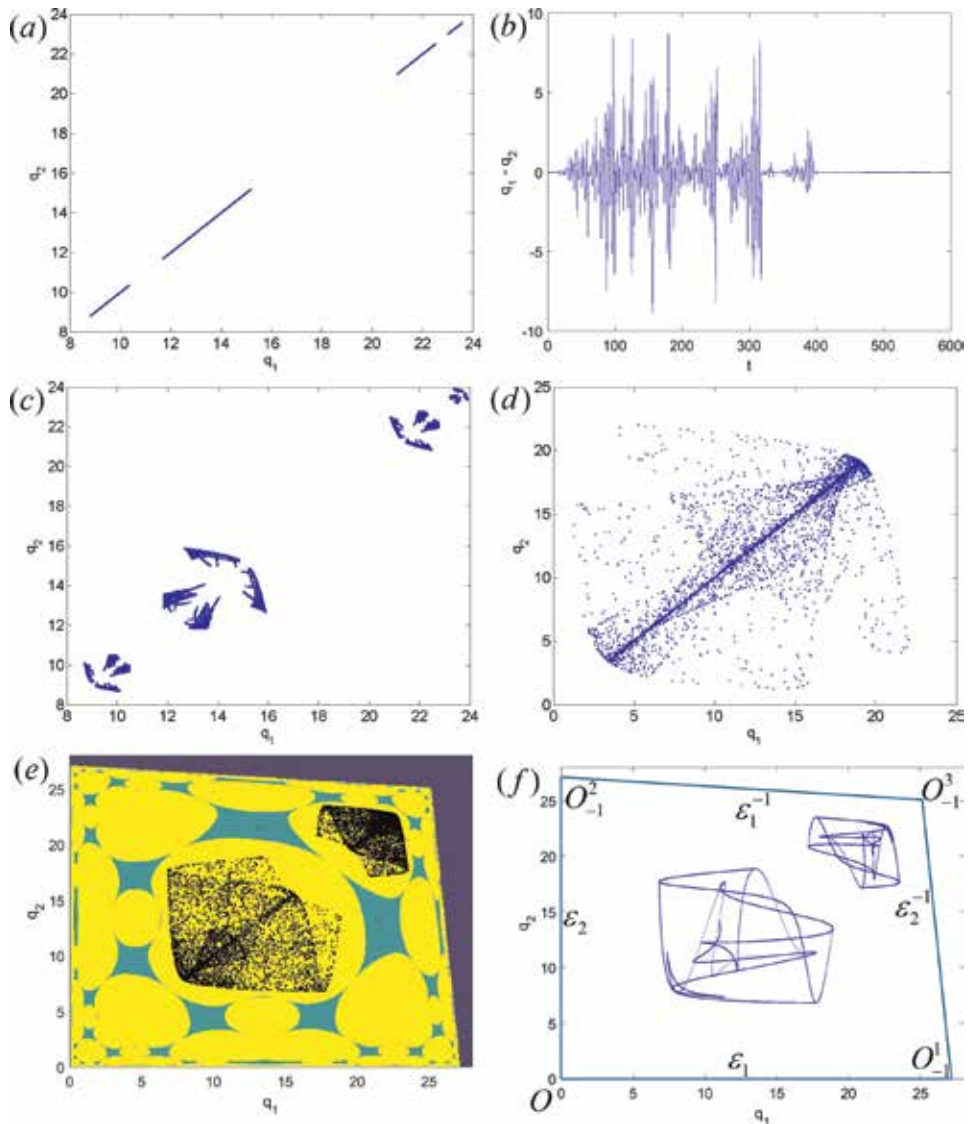 (a)
24
22
20
18
16
14
12
10
8
q₂
8 10 12 14 16 18 20 22 24
q₁
(b)
10
5
0
-5
-10
q₁ - q₂
0 100 200 300 400 500 600
t
(c)
24
22
20
18
16
14
12
10
8
q₂
8 10 12 14 16 18 20 22 24
q₁
(d)
25
20
15
10
5
0
q₂
0 5 10 15 20 25
q₁
(e)
25
20
15
10
5
0
q₂
0 5 10 15 20 25
q₁
(f)
25
20
15
10
5
0
q₂
0 5 10 15 20 25
q₁
O²₋₁
ε₁⁻¹
O³₋₁
ε₂
ε₂⁻¹
ε₁
O¹₋₁
O